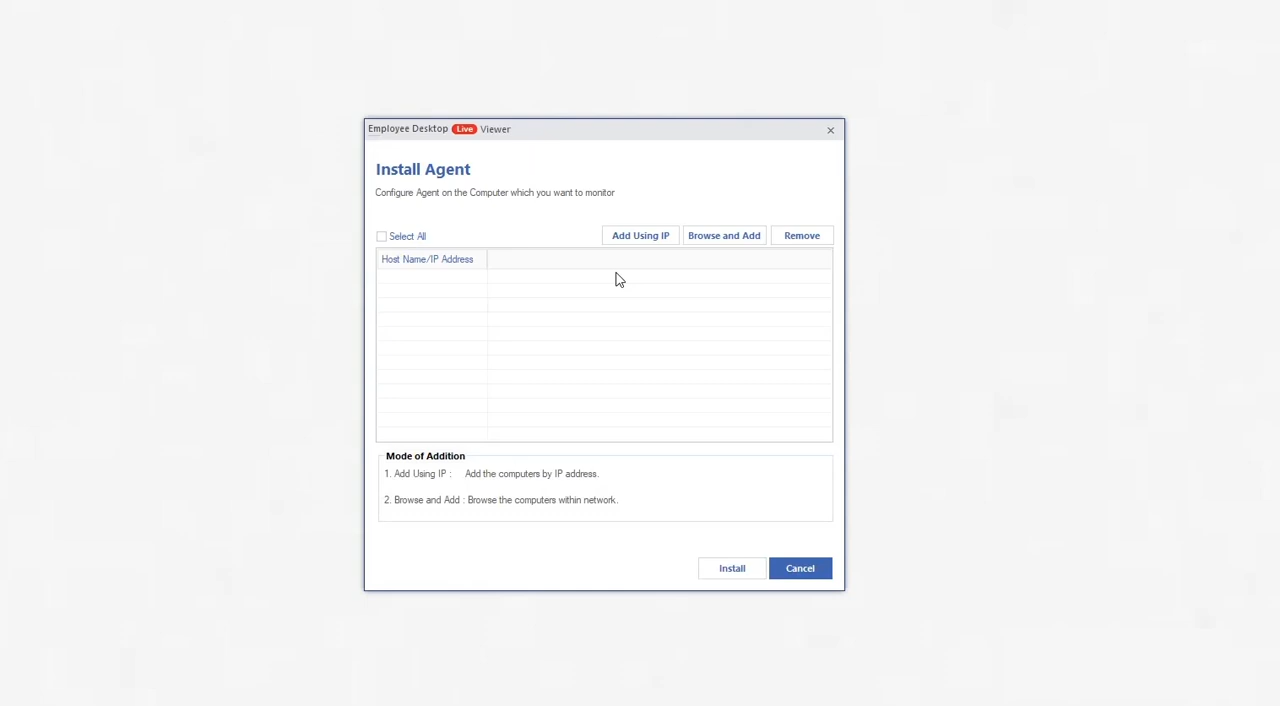 Employee Desktop Live Viewer
Install Agent
Configure Agent on the Computer which you want to monitor
Select All
Add Using IP
Browse and Add
Remove
Host Name/IP Address
Mode of Addition
1. Add Using IP : Add the computers by IP address.
2. Browse and Add : Browse the computers within network.
Install
Cancel